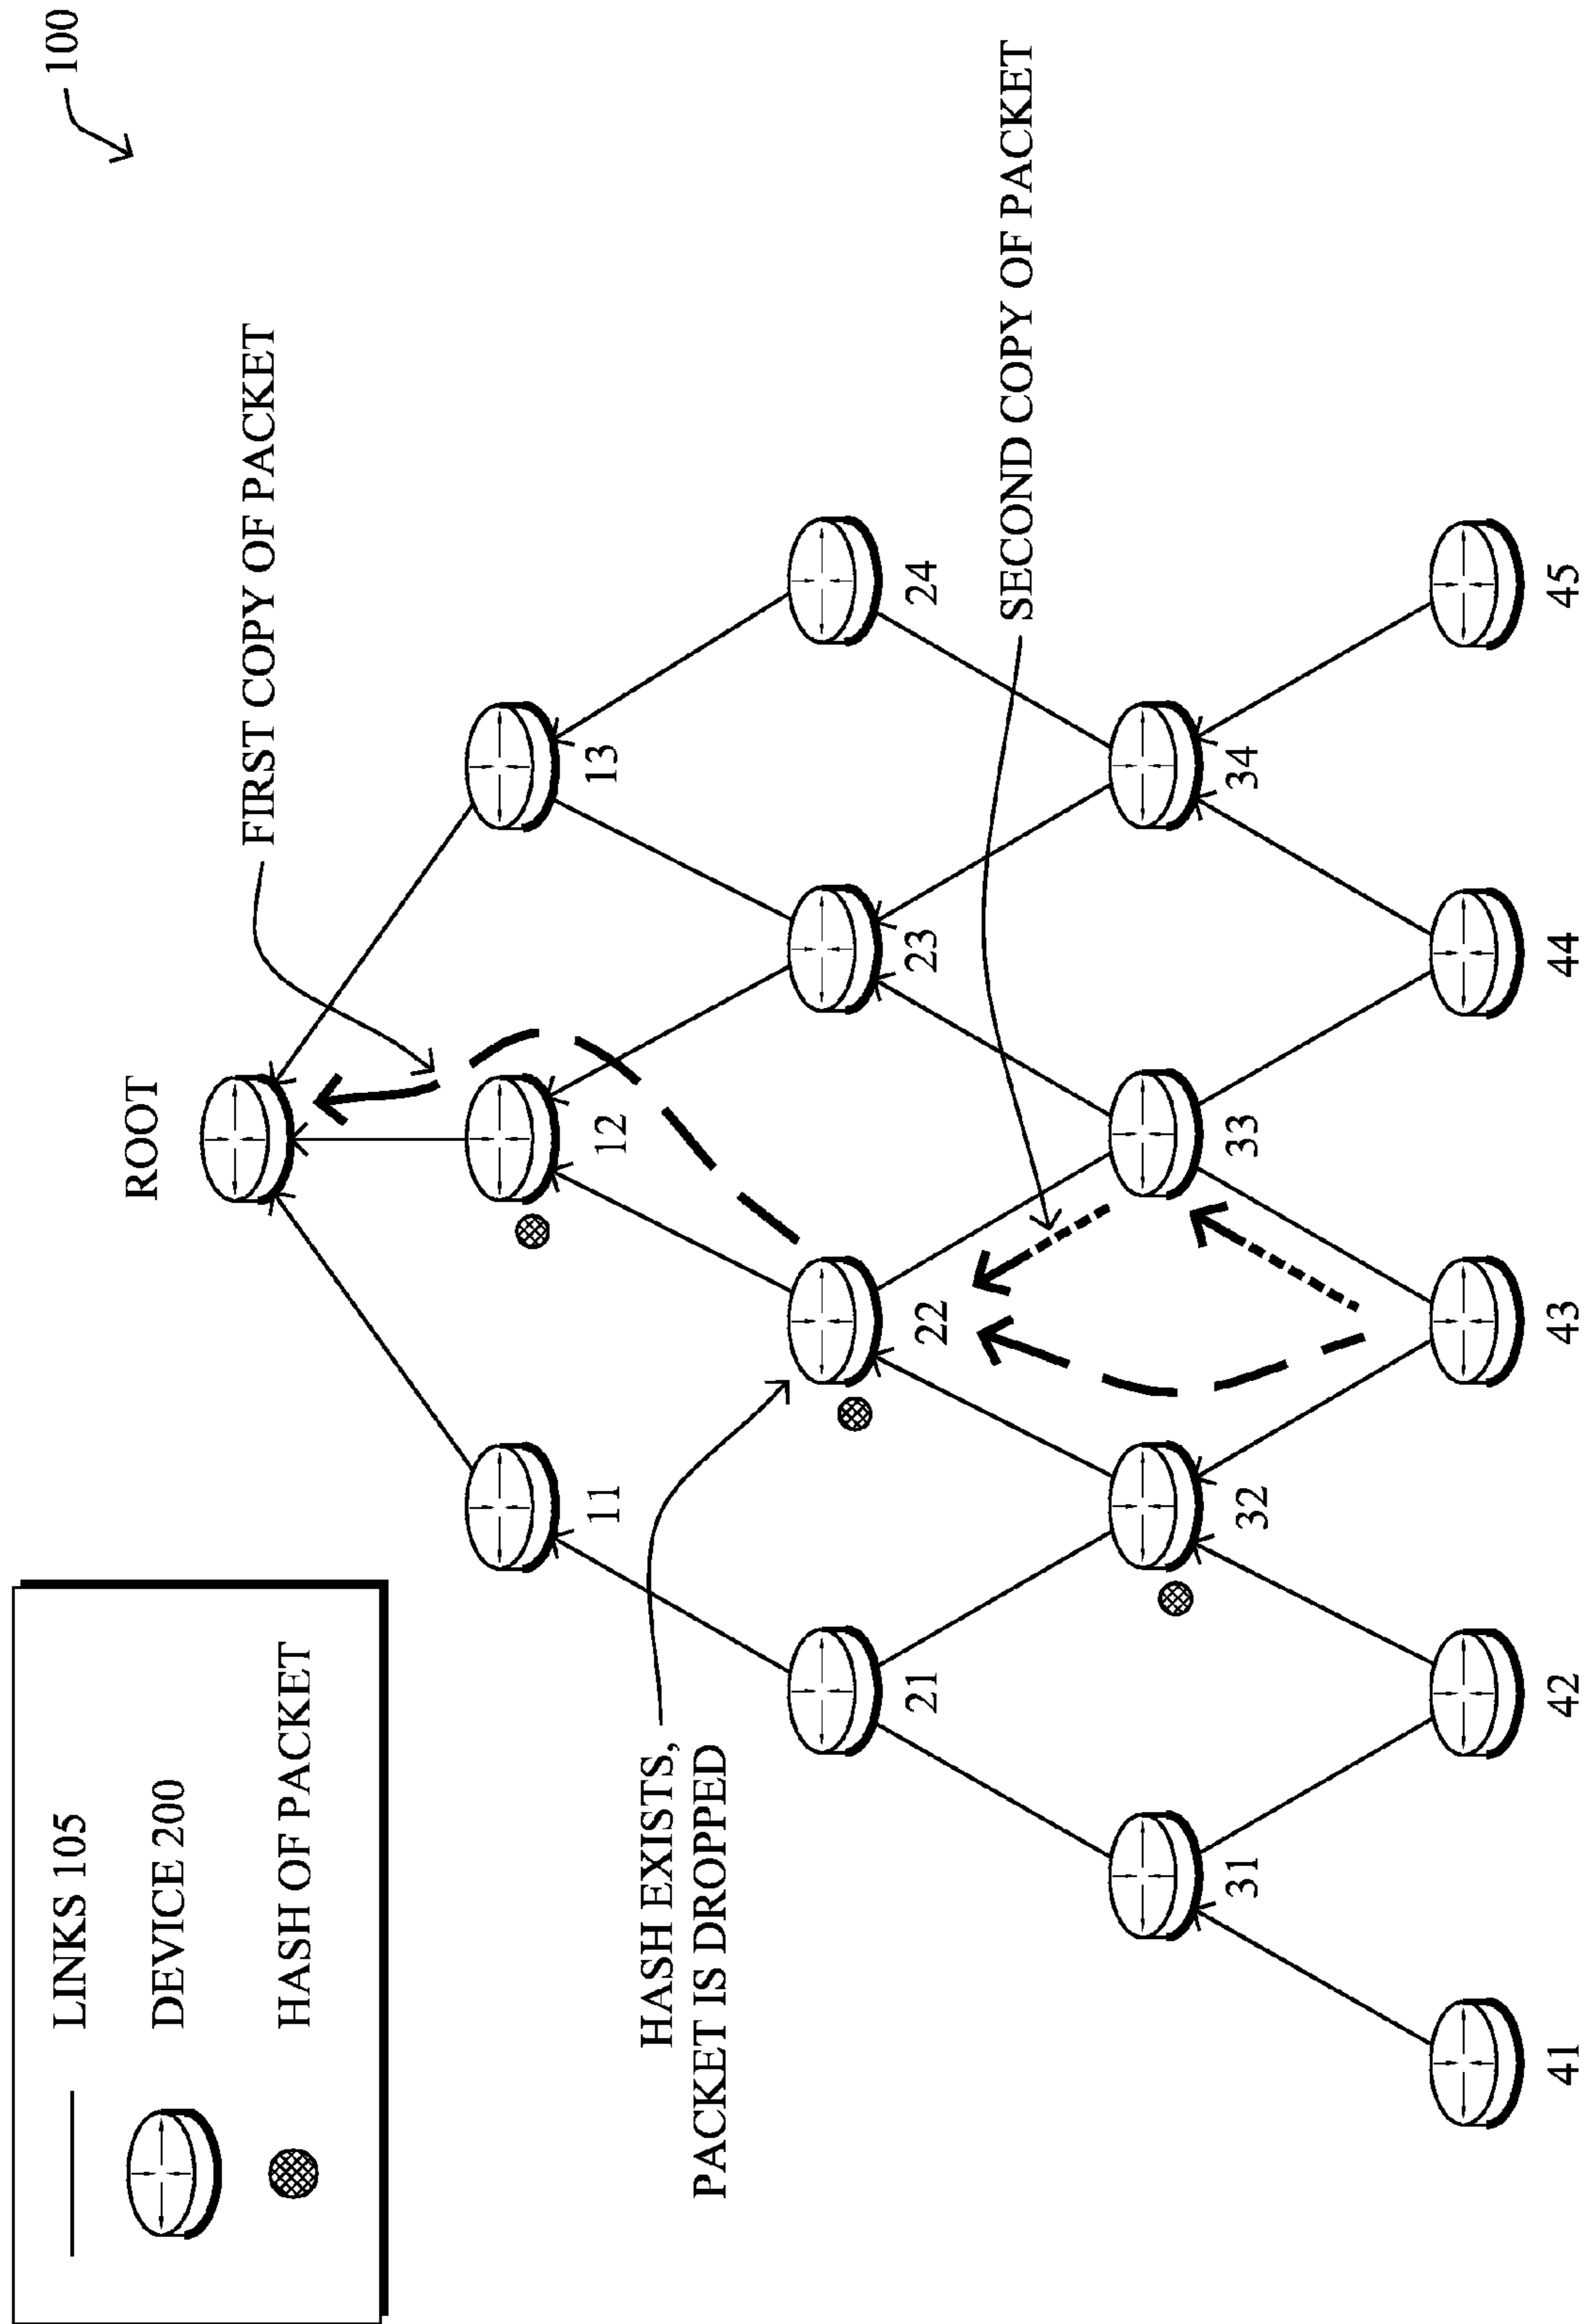 100
LINKS 105
DEVICE 200
HASH OF PACKET
ROOT
FIRST COPY OF PACKET
11
12
13
HASH EXISTS,
PACKET IS DROPPED
21
22
23
24
SECOND COPY OF PACKET
31
32
33
34
41
42
43
44
45